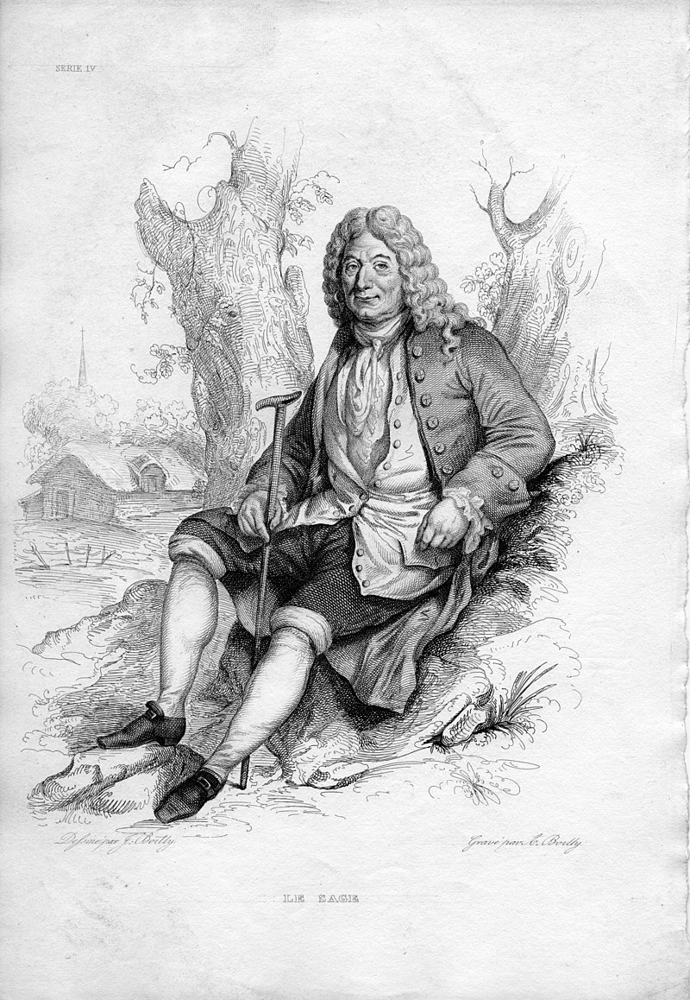 SERIE IV
Dessiné par J. Boilly
Gravé par A. Boilly
LE SAGE